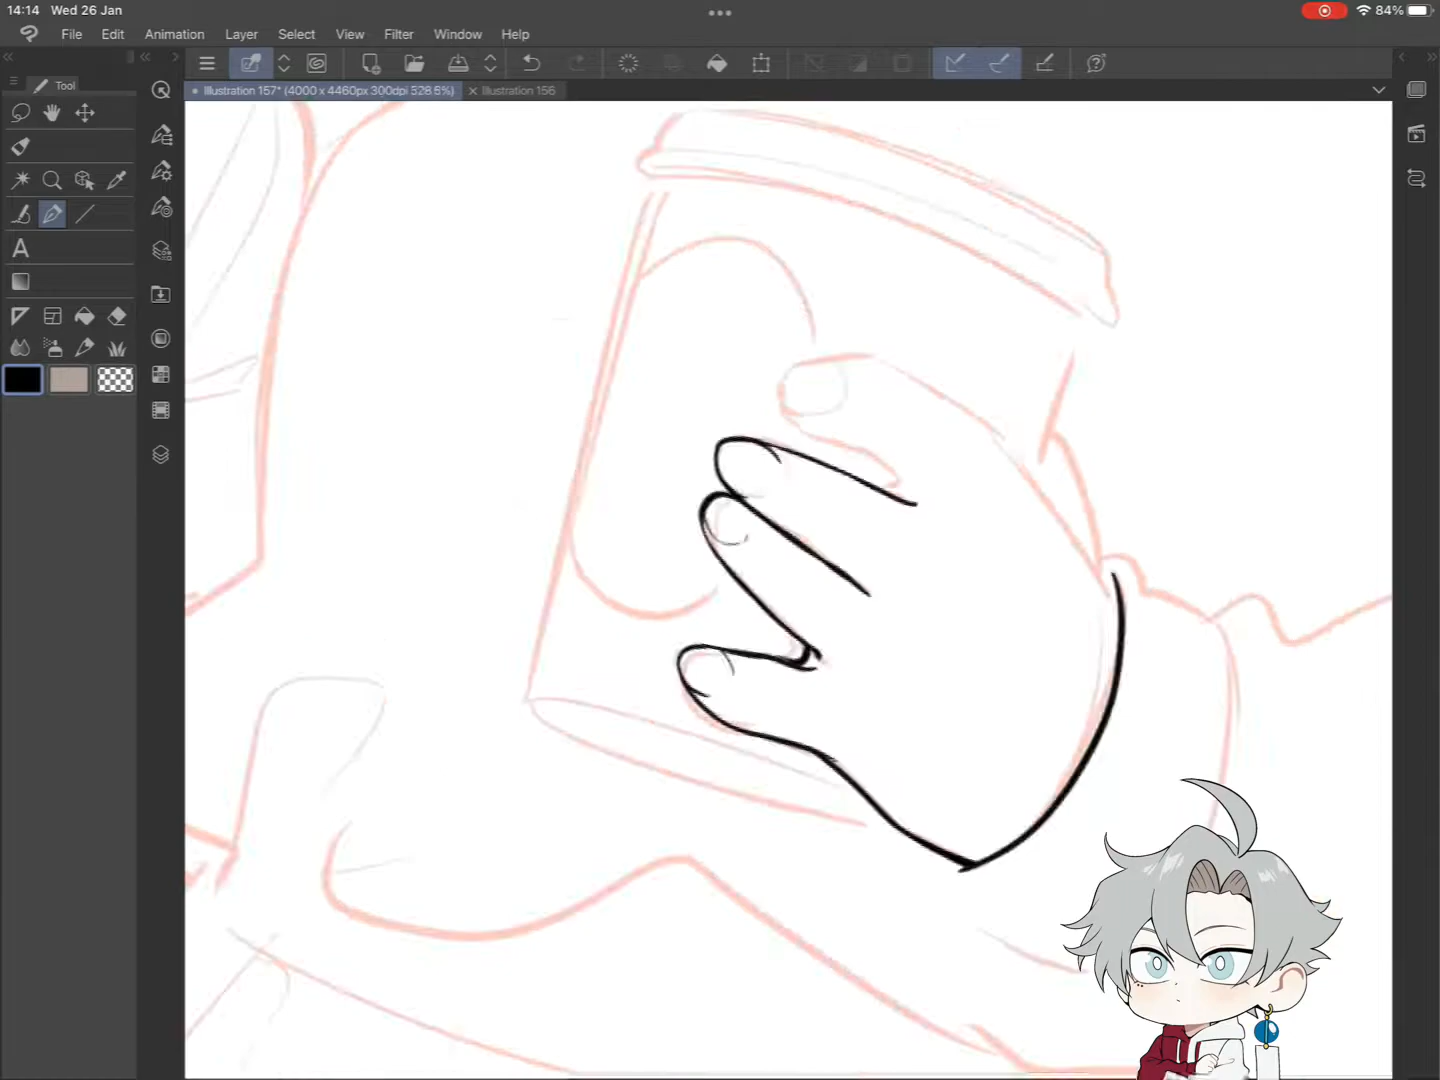 14:14 Wed 26 Jan 84%
File Edit Animation Layer Select View Filter Window Help
Tool
Illustration 157* (4000 x 4460px 300dpi 528.6%) Illustration 156
A